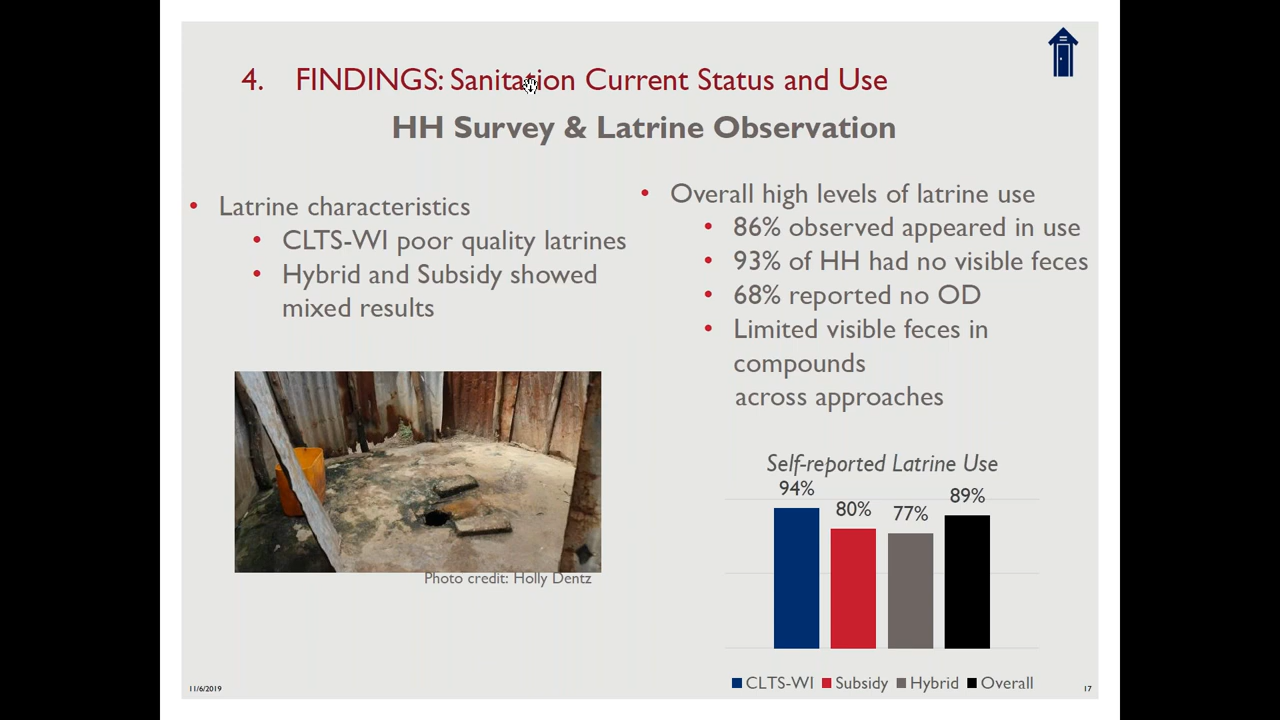 4. FINDINGS: Sanitation Current Status and Use
HH Survey & Latrine Observation
• Latrine characteristics
• CLTS-WI poor quality latrines
• Hybrid and Subsidy showed
mixed results
Photo credit: Holly Dentz
• Overall high levels of latrine use
• 86% observed appeared in use
• 93% of HH had no visible feces
• 68% reported no OD
• Limited visible feces in
compounds
across approaches
Self-reported Latrine Use
94%
80%
77%
89%
CLTS-WI Subsidy Hybrid Overall
11/6/2019
17